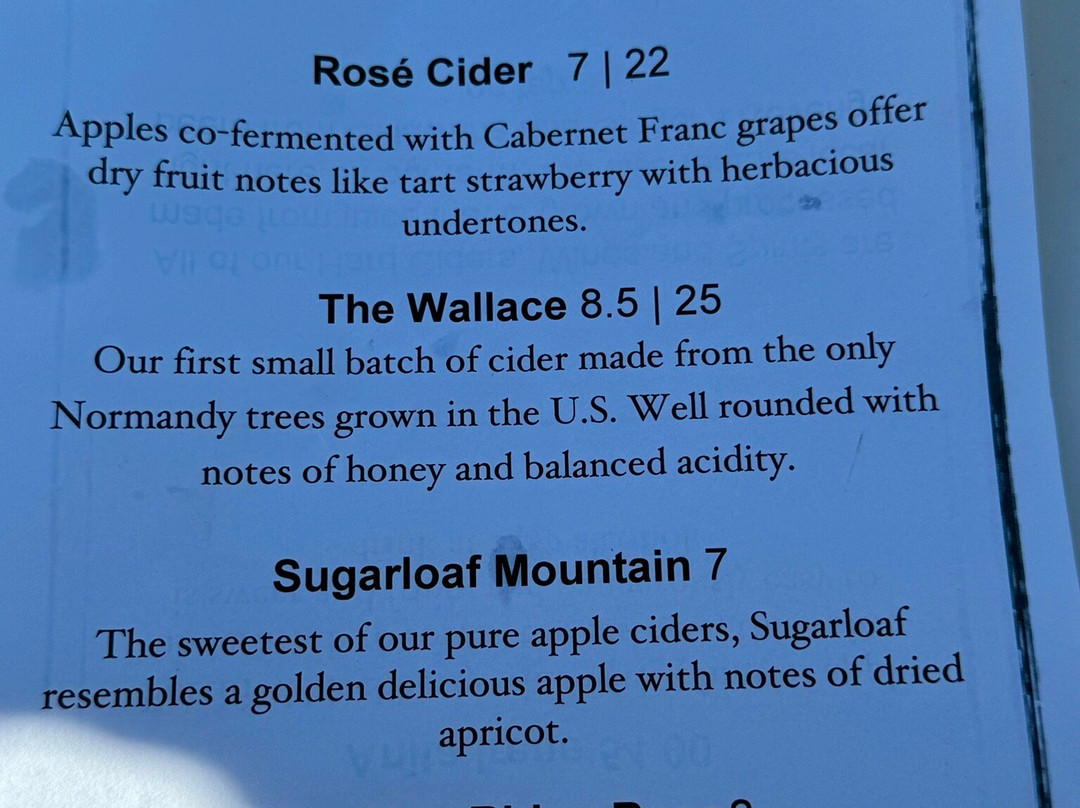 Rosé Cider 7 | 22
Apples co-fermented with Cabernet Franc grapes offer
dry fruit notes like tart strawberry with herbacious
undertones.
The Wallace 8.5 | 25
Our first small batch of cider made from the only
Normandy trees grown in the U.S. Well rounded with
notes of honey and balanced acidity.
Sugarloaf Mountain 7
The sweetest of our pure apple ciders, Sugarloaf
resembles a golden delicious apple with notes of dried
apricot.